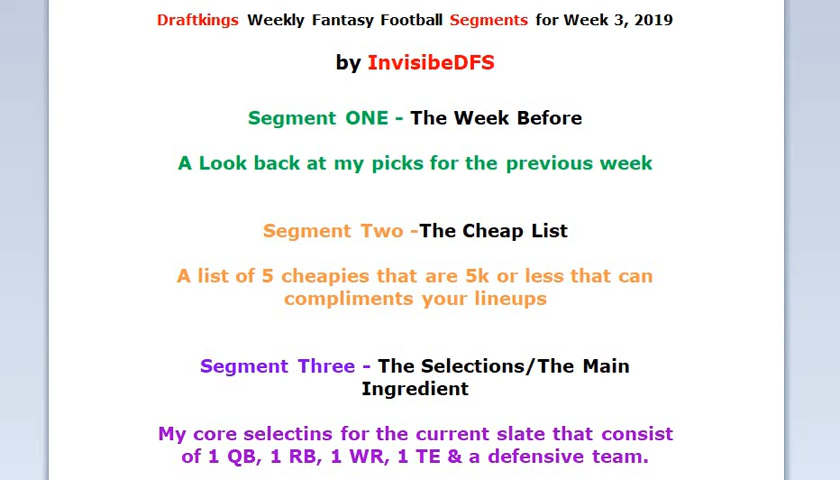 Draftkings Weekly Fantasy Football Segments for Week 3, 2019
by InvisibeDFS
Segment ONE - The Week Before
A Look back at my picks for the previous week
Segment Two -The Cheap List
A list of 5 cheapies that are 5k or less that can
compliments your lineups
Segment Three - The Selections/The Main
Ingredient
My core selectins for the current slate that consist
of 1 QB, 1 RB, 1 WR, 1 TE & a defensive team.